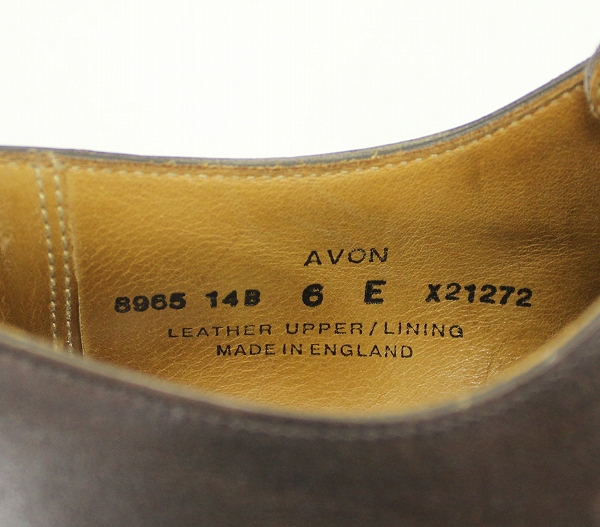 AVON
8965 14B 6 E X21272
LEATHER UPPER/LINING
MADE IN ENGLAND